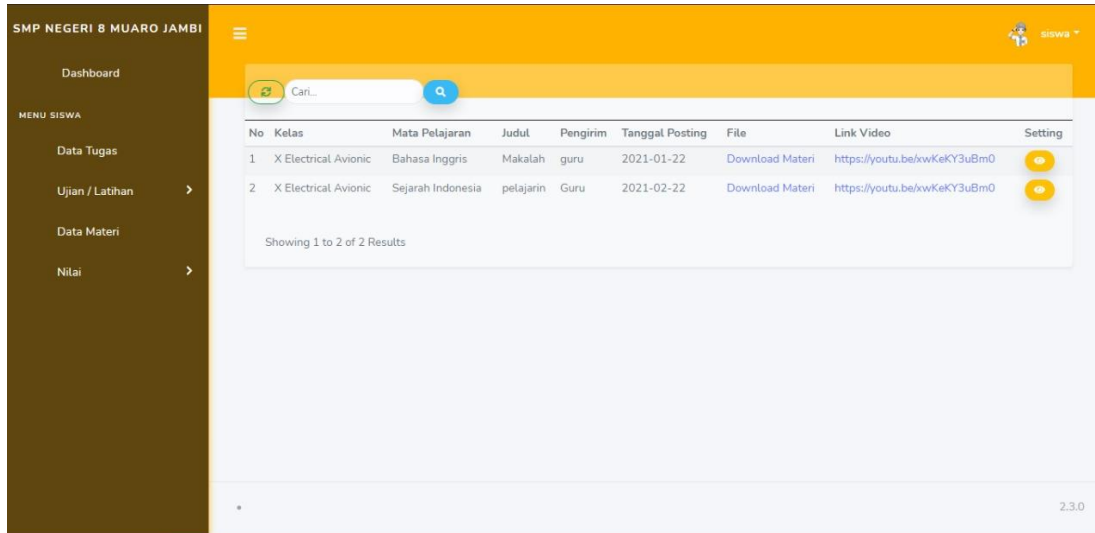 SMP NEGERI 8 MUARO JAMBI
siswa
Dashboard
MENU SISWA
Data Tugas
Ujian / Latihan
Data Materi
Nilai
Cari...
No Kelas Mata Pelajaran Judul Pengirim Tanggal Posting File Link Video Setting
1 X Electrical Avionic Bahasa Inggris Makalah guru 2021-01-22 Download Materi https://youtu.be/xwKeKY3uBm0
2 X Electrical Avionic Sejarah Indonesia pelajarin Guru 2021-02-22 Download Materi https://youtu.be/xwKeKY3uBm0
Showing 1 to 2 of 2 Results
2.3.0